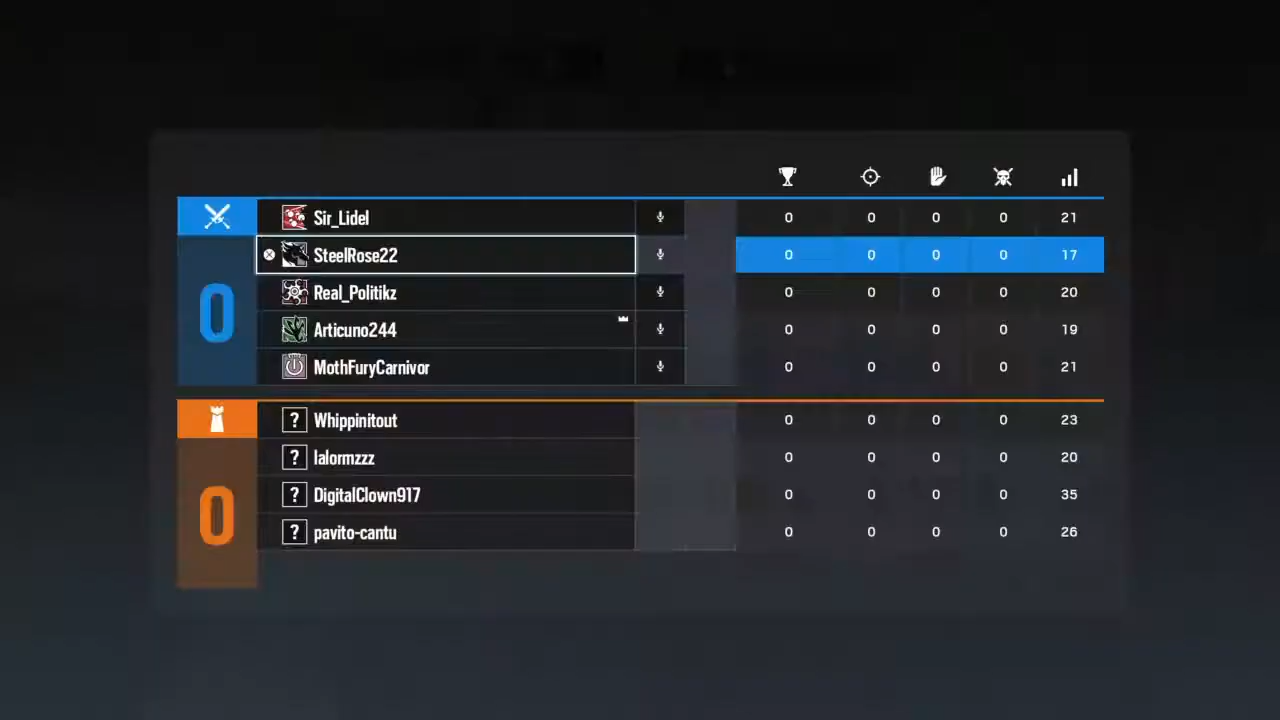 Sir_Lidel 0 0 0 0 21
SteelRose22 0 0 0 0 17
0
Real_Politikz 0 0 0 0 20
Articuno244 0 0 0 0 19
MothFuryCarnivor 0 0 0 0 21
? Whippinitout 0 0 0 0 23
? lalormzzz 0 0 0 0 20
0
? DigitalClown917 0 0 0 0 35
? pavito-cantu 0 0 0 0 26